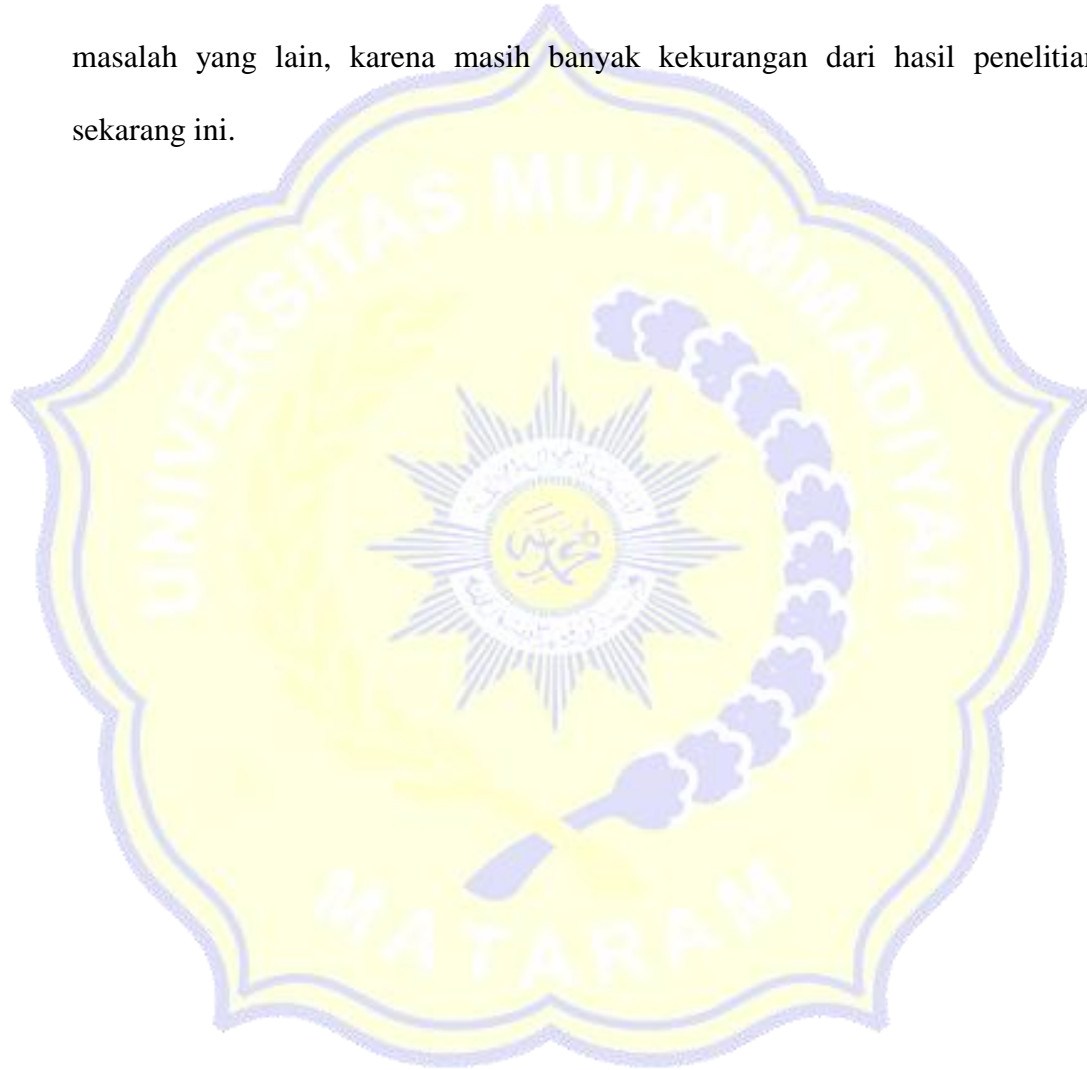 masalah yang lain, karena masih banyak kekurangan dari hasil penelitian
sekarang ini.
UNIVERSITAS MUHAMMADIYAH
MATARAM